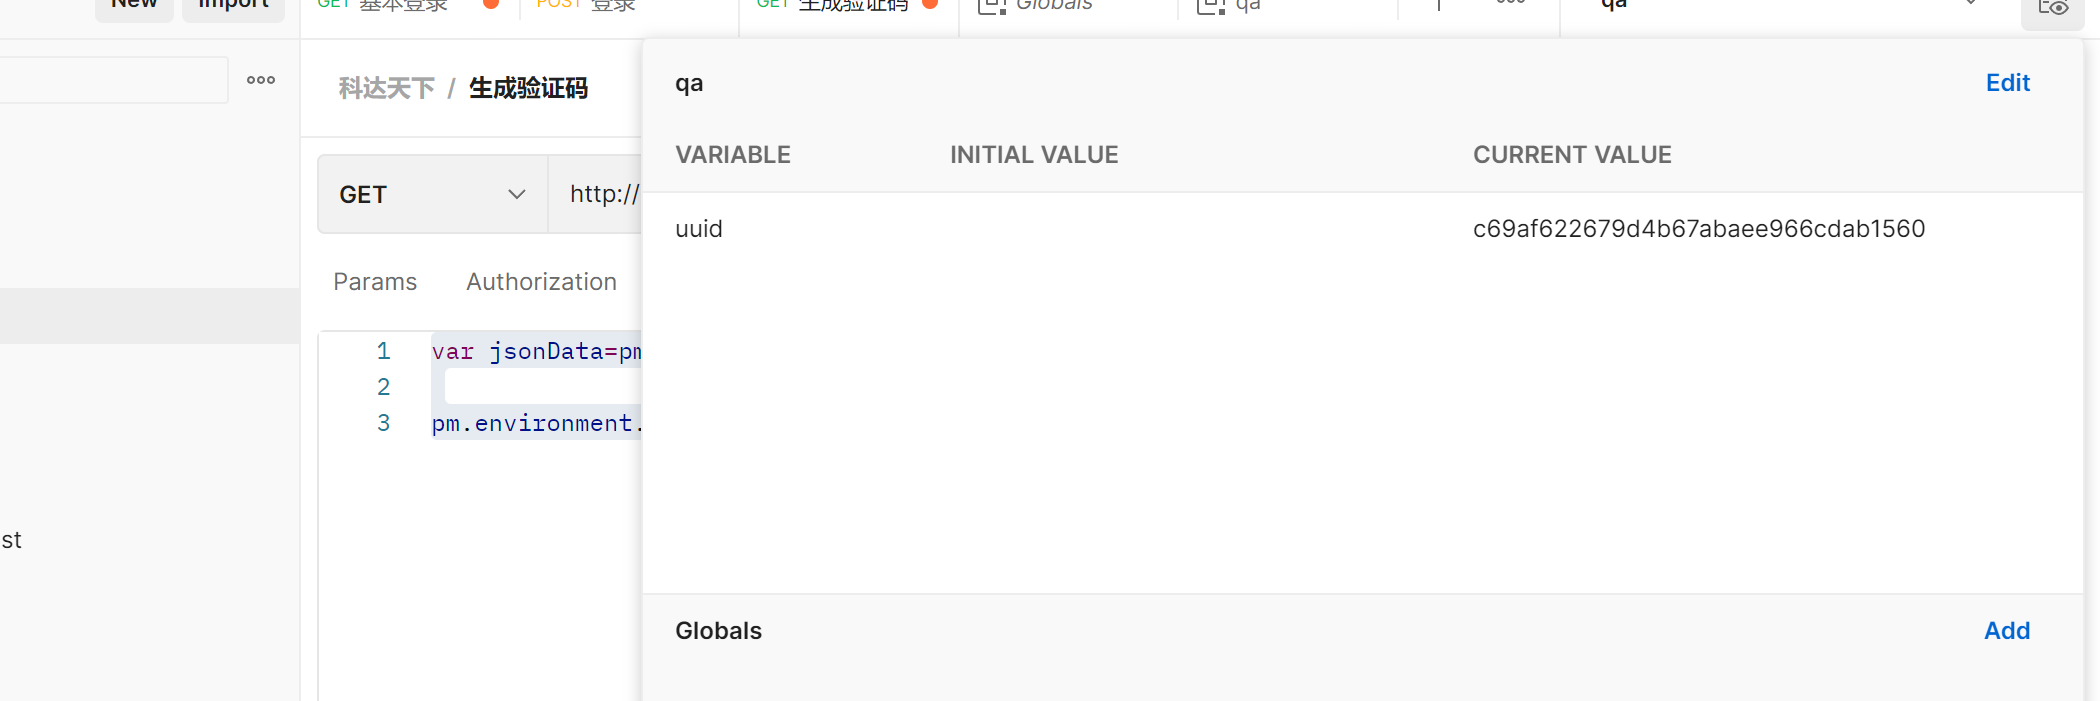 New Import GET 基本登录 POST 登录 GET 生成验证码 Globals qa qa
科达天下 / 生成验证码
GET http://
Params Authorization
1 var jsonData=pm
2
3 pm.environment.
st
qa Edit
VARIABLE INITIAL VALUE CURRENT VALUE
uuid c69af622679d4b67abaee966cdab1560
Globals Add